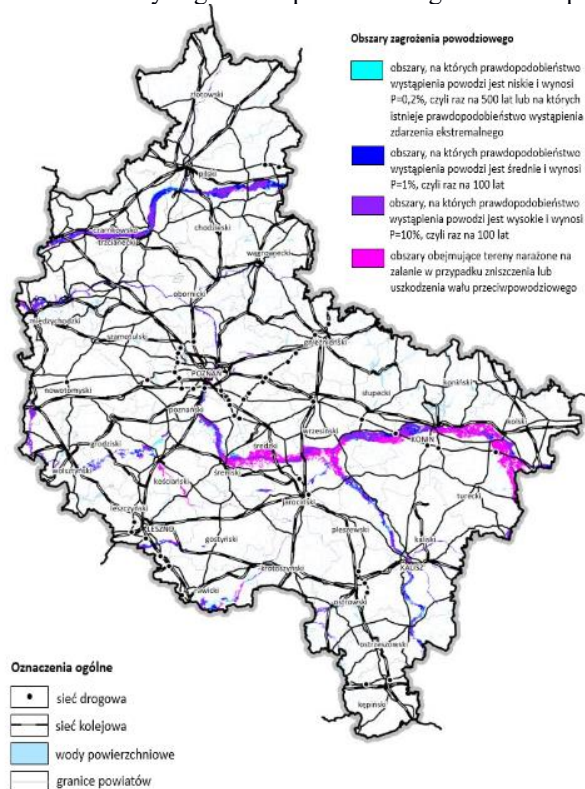 Obszary zagrożenia powodziowego
obszary, na których prawdopodobieństwo
wystąpienia powodzi jest niskie i wynosi
P=0,2%, czyli raz na 500 lat lub na których
istnieje prawdopodobieństwo wystąpienia
zdarzenia ekstremalnego
obszary, na których prawdopodobieństwo
wystąpienia powodzi jest średnie i wynosi
P=1%, czyli raz na 100 lat
obszary, na których prawdopodobieństwo
wystąpienia powodzi jest wysokie i wynosi
P=10%, czyli raz na 100 lat
obszary obejmujące tereny narażone na
zalanie w przypadku zniszczenia lub
uszkodzenia wału przeciwpowodziowego
złotowski
pilski
czarnkowsko
-trzcianecki
chodzieski
wągrowiecki
obornicki
międzychodzki
szamotulski
gnieźnieński
POZNAŃ
nowotomyski
słupecki
koniński
poznański
wrzesiński
kolski
KONIN
grodziski
średzki
wolsztyński
kościański
śremski
turecki
leszczyński
jarociński
LESZNO
gostyński
pleszewski
kaliski
krotoszyński
KALISZ
rawicki
ostrowski
ostrzeszowski
kępiński
Oznaczenia ogólne
sieć drogowa
sieć kolejowa
wody powierzchniowe
granice powiatów